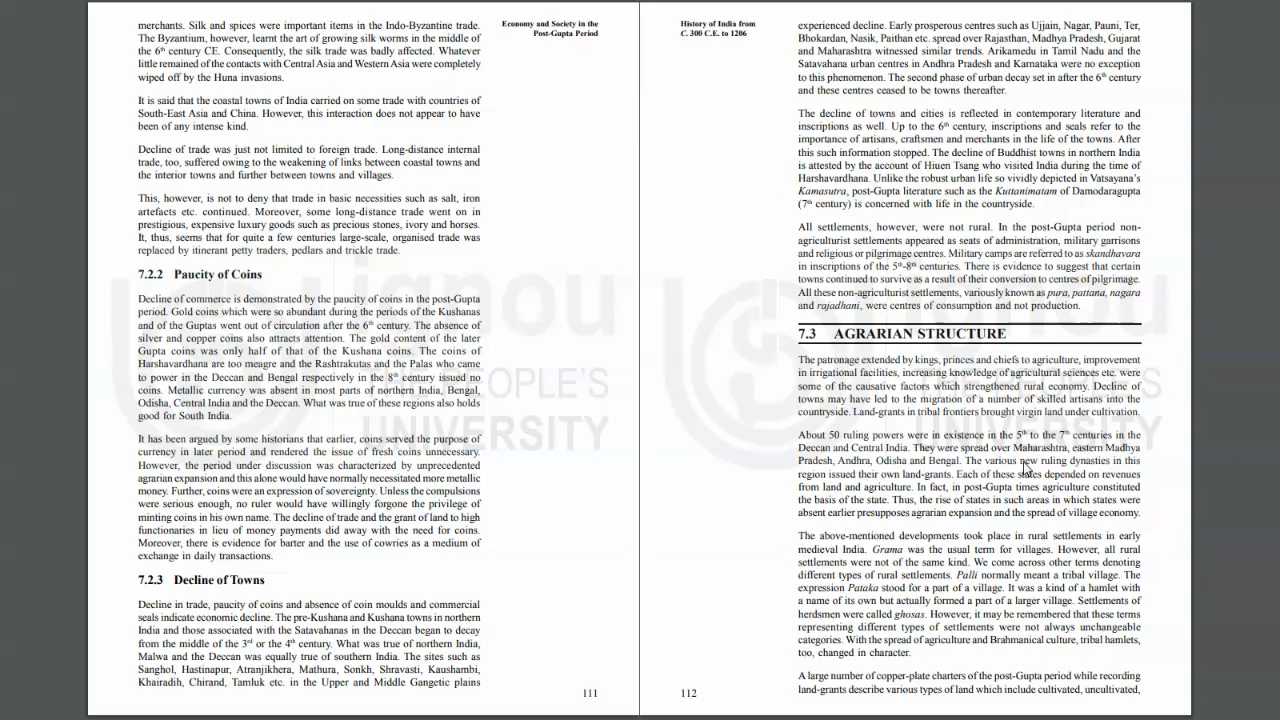 merchants. Silk and spices were important items in the Indo-Byzantine trade.
The Byzantium, however, learnt the art of growing silk worms in the middle of
the 6th century CE. Consequently, the silk trade was badly affected. Whatever
little remained of the contacts with Central Asia and Western Asia were completely
wiped off by the Huna invasions.
It is said that the coastal towns of India carried on some trade with countries of
South-East Asia and China. However, this interaction does not appear to have
been of any intense kind.
Decline of trade was just not limited to foreign trade. Long-distance internal
trade, too, suffered owing to the weakening of links between coastal towns and
the interior towns and further between towns and villages.
This, however, is not to deny that trade in basic necessities such as salt, iron
artefacts etc. continued. Moreover, some long-distance trade went on in
prestigious, expensive luxury goods such as precious stones, ivory and horses.
It, thus, seems that for quite a few centuries large-scale, organised trade was
replaced by itinerant petty traders, pedlars and trickle trade.
7.2.2 Paucity of Coins
Decline of commerce is demonstrated by the paucity of coins in the post-Gupta
period. Gold coins which were so abundant during the periods of the Kushanas
and of the Guptas went out of circulation after the 6th century. The absence of
silver and copper coins also attracts attention. The gold content of the later
Gupta coins was only half of that of the Kushana coins. The coins of
Harshavardhana are too meagre and the Rashtrakutas and the Palas who came
to power in the Deccan and Bengal respectively in the 8th century issued no
coins. Metallic currency was absent in most parts of northern India, Bengal,
Odisha, Central India and the Deccan. What was true of these regions also holds
good for South India.
It has been argued by some historians that earlier, coins served the purpose of
currency in later period and rendered the issue of fresh coins unnecessary.
However, the period under discussion was characterized by unprecedented
agrarian expansion and this alone would have normally necessitated more metallic
money. Further, coins were an expression of sovereignty. Unless the compulsions
were serious enough, no ruler would have willingly forgone the privilege of
minting coins in his own name. The decline of trade and the grant of land to high
functionaries in lieu of money payments did away with the need for coins.
Moreover, there is evidence for barter and the use of cowries as a medium of
exchange in daily transactions.
7.2.3 Decline of Towns
Decline in trade, paucity of coins and absence of coin moulds and commercial
seals indicate economic decline. The pre-Kushana and Kushana towns in northern
India and those associated with the Satavahanas in the Deccan began to decay
from the middle of the 3rd or the 4th century. What was true of northern India,
Malwa and the Deccan was equally true of southern India. The sites such as
Sanghol, Hastinapur, Atranjikhera, Mathura, Sonkh, Shravasti, Kaushambi,
Khairadih, Chirand, Tamluk etc. in the Upper and Middle Gangetic plains
Economy and Society in the
Post-Gupta Period
111
History of India from
C. 300 C.E. to 1206
experienced decline. Early prosperous centres such as Ujjain, Nagar, Pauni, Ter,
Bhokardan, Nasik, Paithan etc. spread over Rajasthan, Madhya Pradesh, Gujarat
and Maharashtra witnessed similar trends. Arikamedu in Tamil Nadu and the
Satavahana urban centres in Andhra Pradesh and Karnataka were no exception
to this phenomenon. The second phase of urban decay set in after the 6th century
and these centres ceased to be towns thereafter.
The decline of towns and cities is reflected in contemporary literature and
inscriptions as well. Up to the 6th century, inscriptions and seals refer to the
importance of artisans, craftsmen and merchants in the life of the towns. After
this such information stopped. The decline of Buddhist towns in northern India
is attested by the account of Hiuen Tsang who visited India during the time of
Harshavardhana. Unlike the robust urban life so vividly depicted in Vatsayana's
Kamasutra, post-Gupta literature such as the Kuttanimatam of Damodaragupta
(7th century) is concerned with life in the countryside.
All settlements, however, were not rural. In the post-Gupta period non-
agriculturist settlements appeared as seats of administration, military garrisons
and religious or pilgrimage centres. Military camps are referred to as skandhavara
in inscriptions of the 5th-8th centuries. There is evidence to suggest that certain
towns continued to survive as a result of their conversion to centres of pilgrimage.
All these non-agriculturist settlements, variously known as pura, pattana, nagara
and rajadhani, were centres of consumption and not production.
7.3 AGRARIAN STRUCTURE
The patronage extended by kings, princes and chiefs to agriculture, improvement
in irrigational facilities, increasing knowledge of agricultural sciences etc. were
some of the causative factors which strengthened rural economy. Decline of
towns may have led to the migration of a number of skilled artisans into the
countryside. Land-grants in tribal frontiers brought virgin land under cultivation.
About 50 ruling powers were in existence in the 5th to the 7th centuries in the
Deccan and Central India. They were spread over Maharashtra, eastern Madhya
Pradesh, Andhra, Odisha and Bengal. The various new ruling dynasties in this
region issued their own land-grants. Each of these states depended on revenues
from land and agriculture. In fact, in post-Gupta times agriculture constituted
the basis of the state. Thus, the rise of states in such areas in which states were
absent earlier presupposes agrarian expansion and the spread of village economy.
The above-mentioned developments took place in rural settlements in early
medieval India. Grama was the usual term for villages. However, all rural
settlements were not of the same kind. We come across other terms denoting
different types of rural settlements. Palli normally meant a tribal village. The
expression Pataka stood for a part of a village. It was a kind of a hamlet with
a name of its own but actually formed a part of a larger village. Settlements of
herdsmen were called ghosas. However, it may be remembered that these terms
representing different types of settlements were not always unchangeable
categories. With the spread of agriculture and Brahmanical culture, tribal hamlets,
too, changed in character.
A large number of copper-plate charters of the post-Gupta period while recording
land-grants describe various types of land which include cultivated, uncultivated,
112
ignou
THE PEOPLE'S
UNIVERSITY